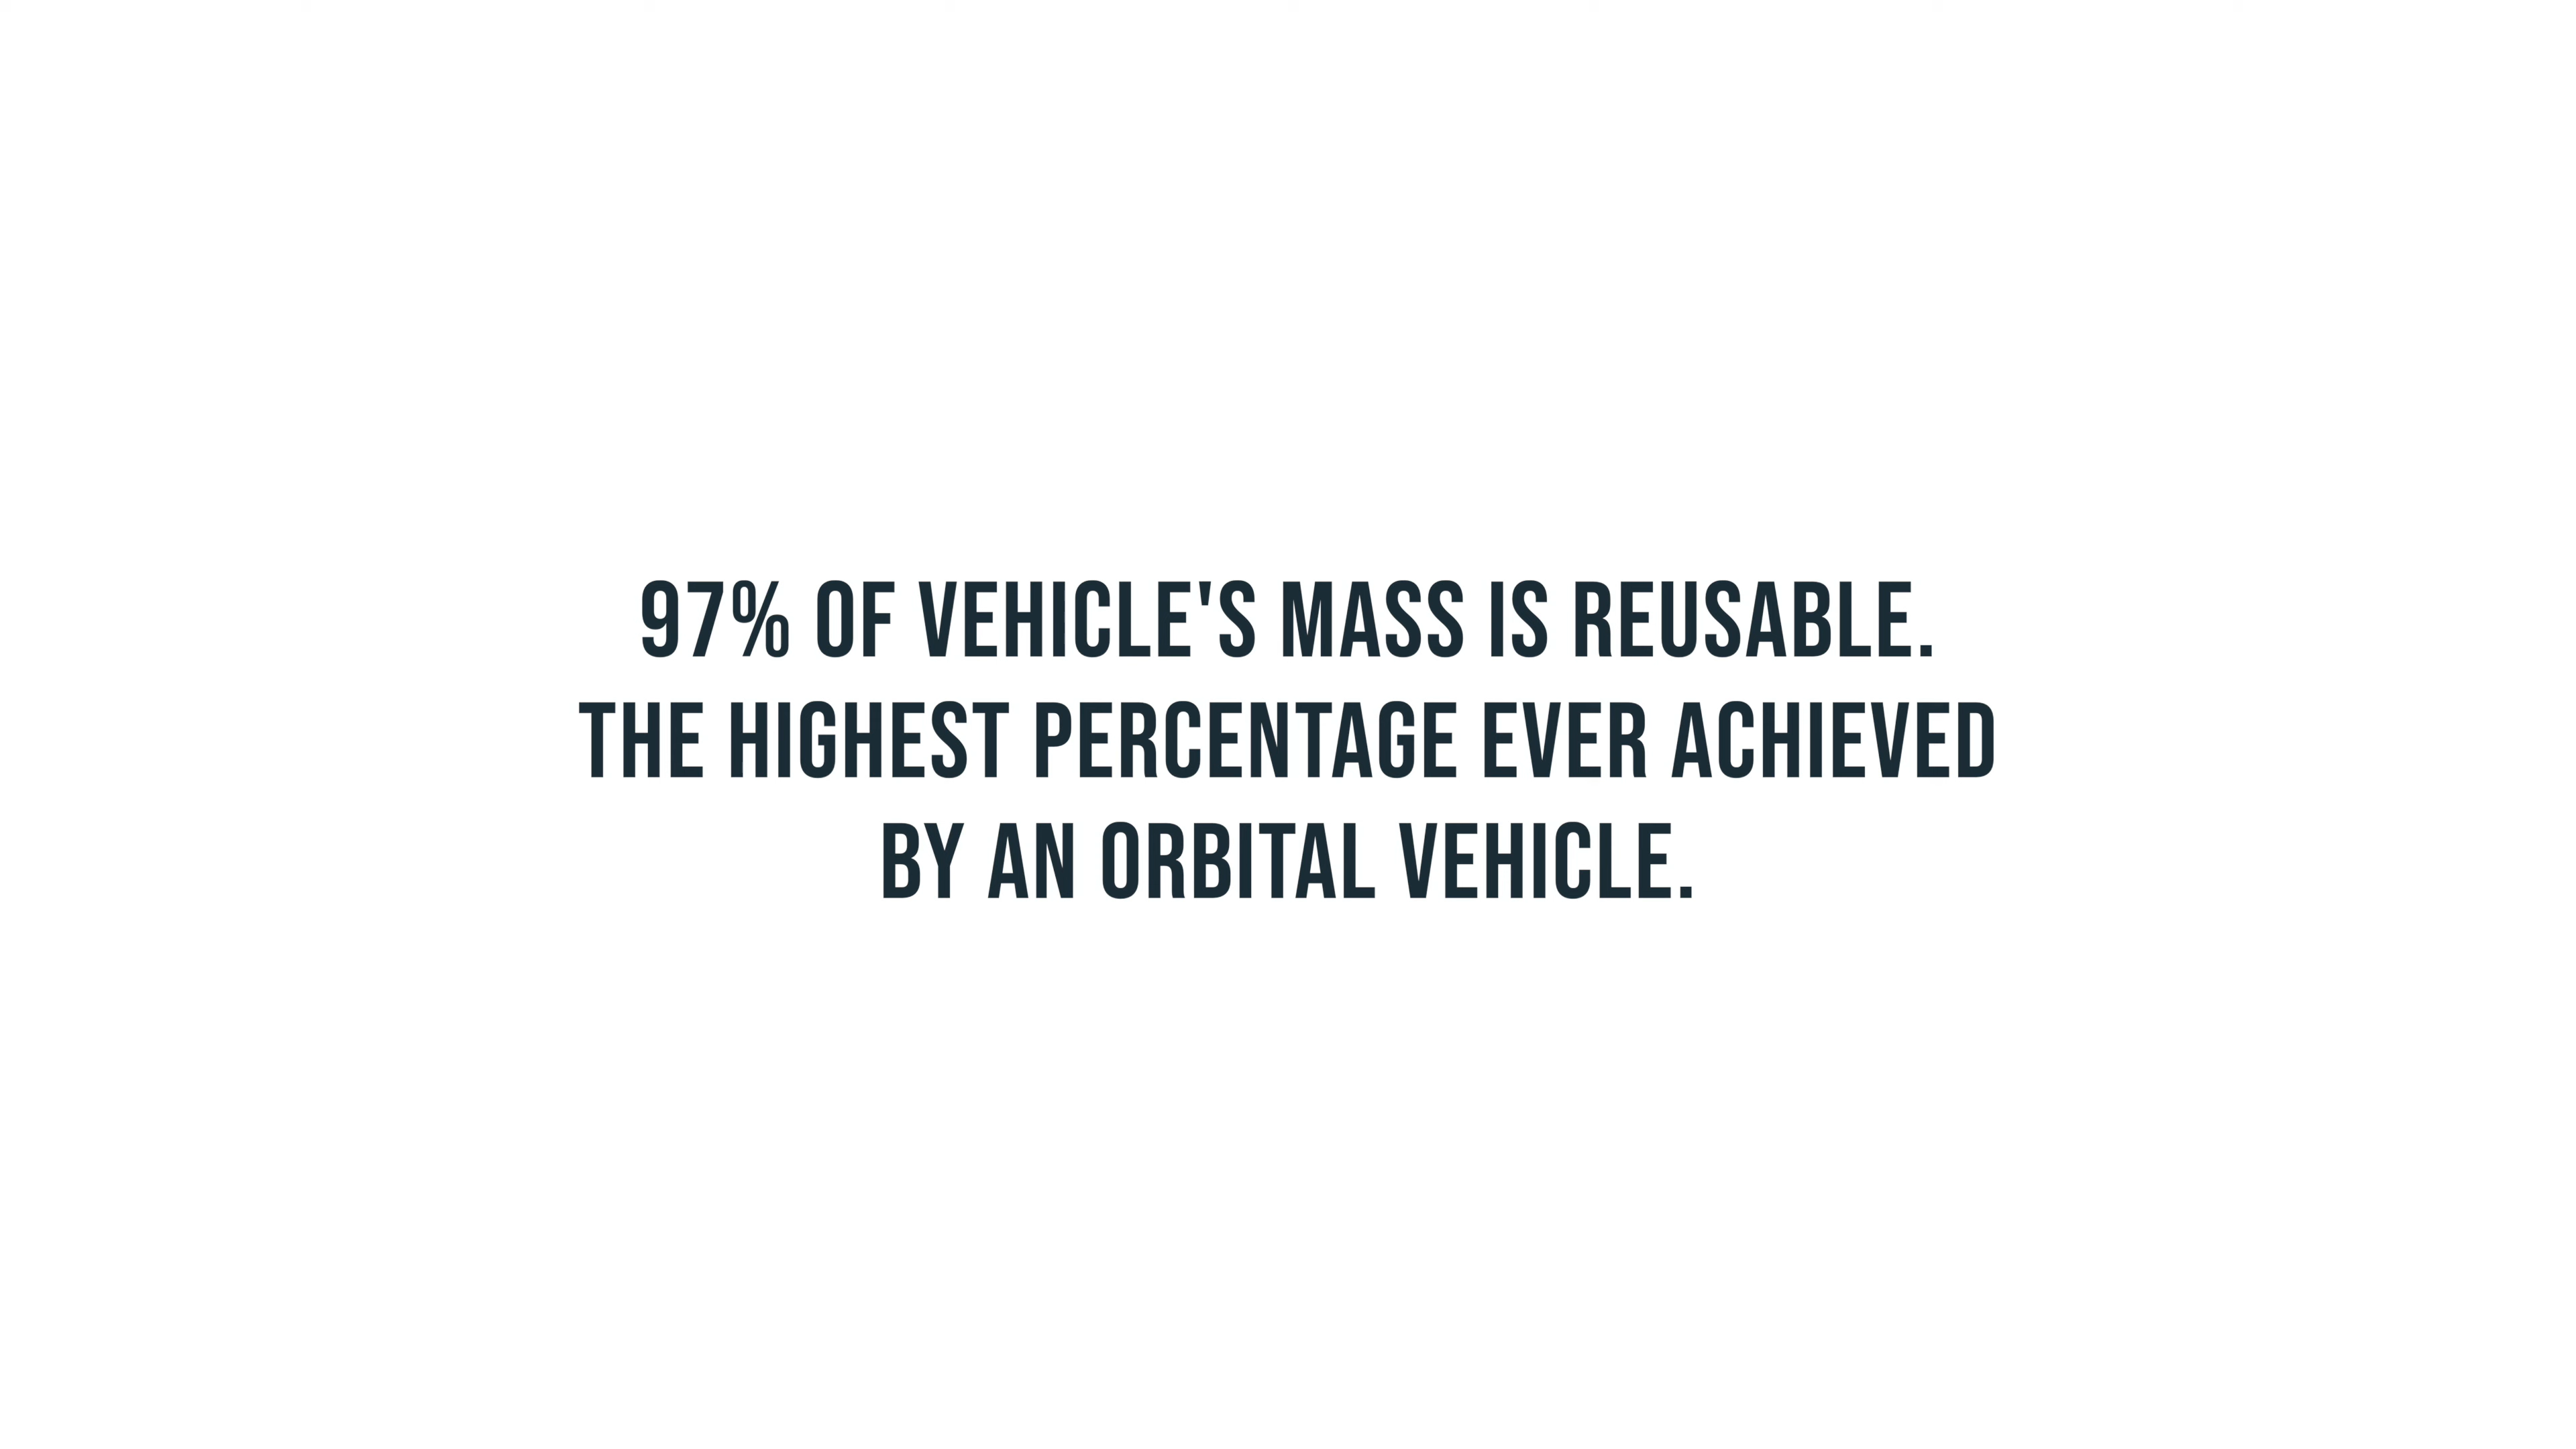 97% OF VEHICLE'S MASS IS REUSABLE.
THE HIGHEST PERCENTAGE EVER ACHIEVED
BY AN ORBITAL VEHICLE.